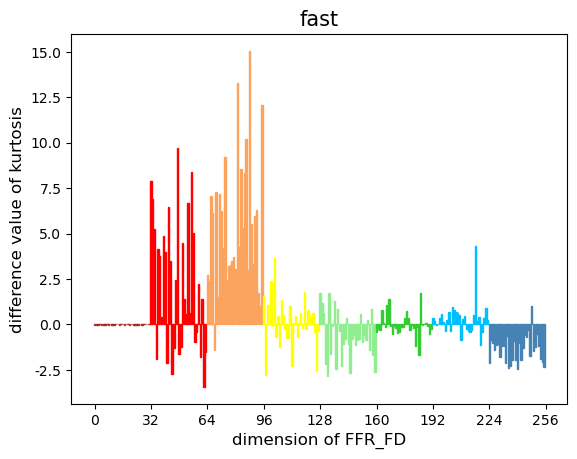 fast
difference value of kurtosis
15.0
12.5
10.0
7.5
5.0
2.5
0.0
-2.5
0 32 64 96 128 160 192 224 256
dimension of FFR_FD